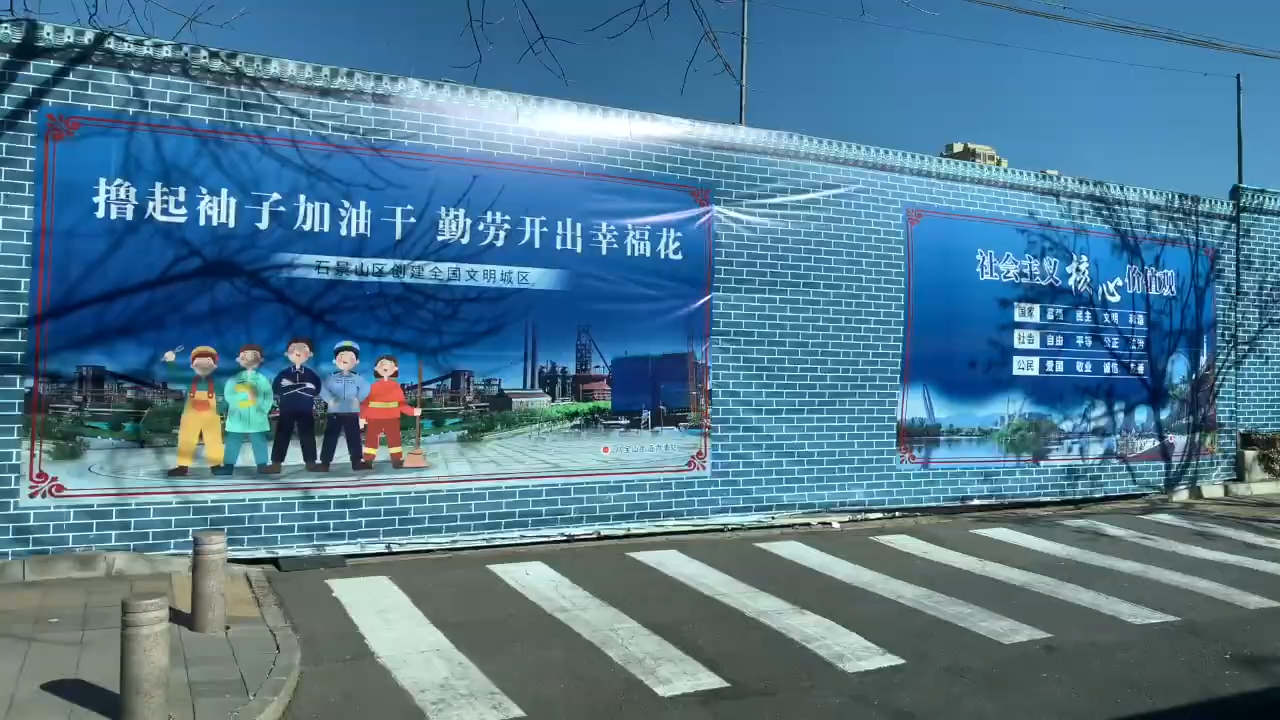 撸起袖子加油干 勤劳开出幸福花
石景山区创建全国文明城区
社会主义核心价值观
国家 富强 民主 文明 和谐
社会 自由 平等 公正 法治
公民 爱国 敬业 诚信 友善